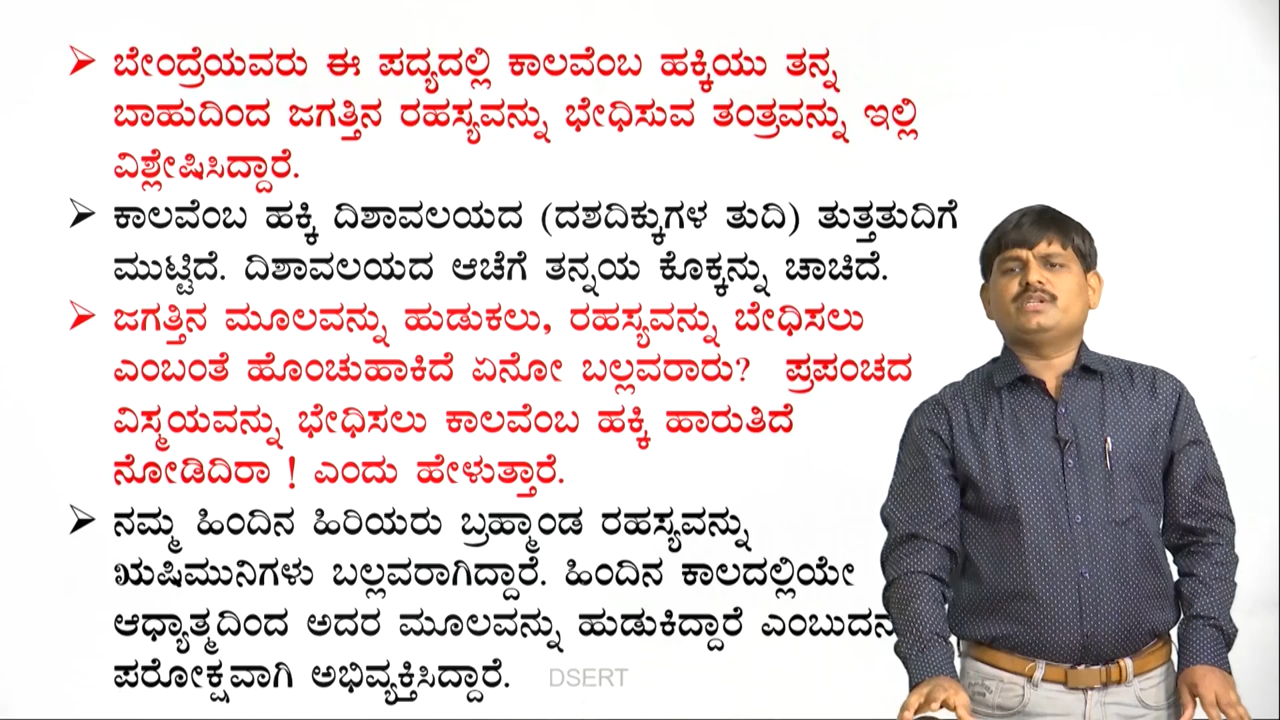 ಬೇಂದ್ರೆಯವರು ಈ ಪದ್ಯದಲ್ಲಿ ಕಾಲವೆಂಬ ಹಕ್ಕಿಯು ತನ್ನ
ಬಾಹುದಿಂದ ಜಗತ್ತಿನ ರಹಸ್ಯವನ್ನು ಭೇಧಿಸುವ ತಂತ್ರವನ್ನು ಇಲ್ಲಿ
ವಿಶ್ಲೇಷಿಸಿದ್ದಾರೆ.
ಕಾಲವೆಂಬ ಹಕ್ಕಿ ದಿಶಾವಲಯದ (ದಶದಿಕ್ಕುಗಳ ತುದಿ) ತುತ್ತತುದಿಗೆ
ಮುಟ್ಟಿದೆ. ದಿಶಾವಲಯದ ಆಚೆಗೆ ತನ್ನಯ ಕೊಕ್ಕನ್ನು ಚಾಚಿದೆ.
ಜಗತ್ತಿನ ಮೂಲವನ್ನು ಹುಡುಕಲು, ರಹಸ್ಯವನ್ನು ಬೇಧಿಸಲು
ಎಂಬಂತೆ ಹೊಂಚುಹಾಕಿದೆ ಏನೋ ಬಲ್ಲವರಾರು? ಪ್ರಪಂಚದ
ವಿಸ್ಮಯವನ್ನು ಭೇಧಿಸಲು ಕಾಲವೆಂಬ ಹಕ್ಕಿ ಹಾರುತಿದೆ
ನೋಡಿದಿರಾ ! ಎಂದು ಹೇಳುತ್ತಾರೆ.
ನಮ್ಮ ಹಿಂದಿನ ಹಿರಿಯರು ಬ್ರಹ್ಮಾಂಡ ರಹಸ್ಯವನ್ನು
ಋಷಿಮುನಿಗಳು ಬಲ್ಲವರಾಗಿದ್ದಾರೆ. ಹಿಂದಿನ ಕಾಲದಲ್ಲಿಯೇ
ಆಧ್ಯಾತ್ಮದಿಂದ ಅದರ ಮೂಲವನ್ನು ಹುಡುಕಿದ್ದಾರೆ
ಪರೋಕ್ಷವಾಗಿ ಅಭಿವ್ಯಕ್ತಿಸಿದ್ದಾರೆ.
DSERT